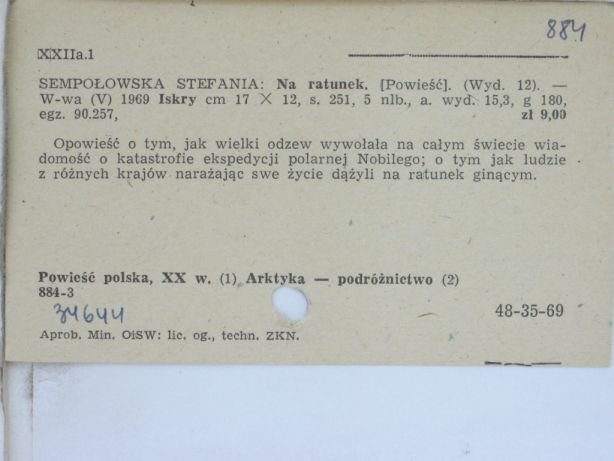 884
XXIIa.1
SEMPOŁOWSKA STEFANIA: Na ratunek. [Powieść]. (Wyd. 12). —
W-wa (V) 1969 Iskry cm 17 × 12, s. 251, 5 nlb., a. wyd. 15,3, g 180,
egz. 90.257, zł 9,00
Opowieść o tym, jak wielki odzew wywołała na całym świecie wia-
domość o katastrofie ekspedycji polarnej Nobilego; o tym jak ludzie
z różnych krajów narażając swe życie dążyli na ratunek ginącym.
Powieść polska, XX w. (1) Arktyka — podróżnictwo (2)
884-3
34644
48-35-69
Aprob. Min. OiSW: lic. og., techn. ZKN.